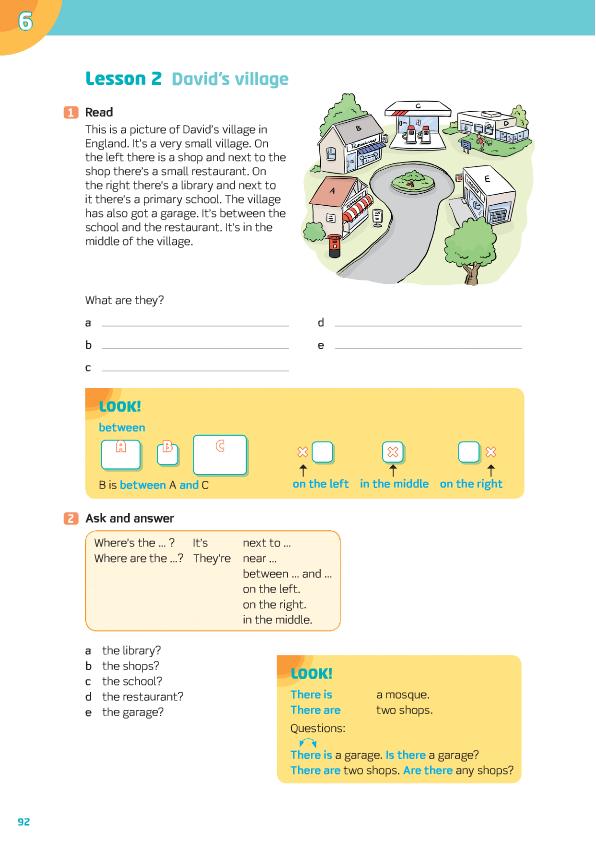 6
Lesson 2 David's village
1 Read
This is a picture of David's village in
England. It's a very small village. On
the left there is a shop and next to the
shop there's a small restaurant. On
the right there's a library and next to
it there's a primary school. The village
has also got a garage. It's between the
school and the restaurant. It's in the
middle of the village.
A
B
Restaurant
C
D
E
What are they?
a
b
c
d
e
LOOK!
between
A B C
B is between A and C
on the left in the middle on the right
2 Ask and answer
Where's the ... ? It's next to ...
Where are the ...? They're near ...
between ... and ...
on the left.
on the right.
in the middle.
a the library?
b the shops?
c the school?
d the restaurant?
e the garage?
LOOK!
There is a mosque.
There are two shops.
Questions:
There is a garage. Is there a garage?
There are two shops. Are there any shops?
92